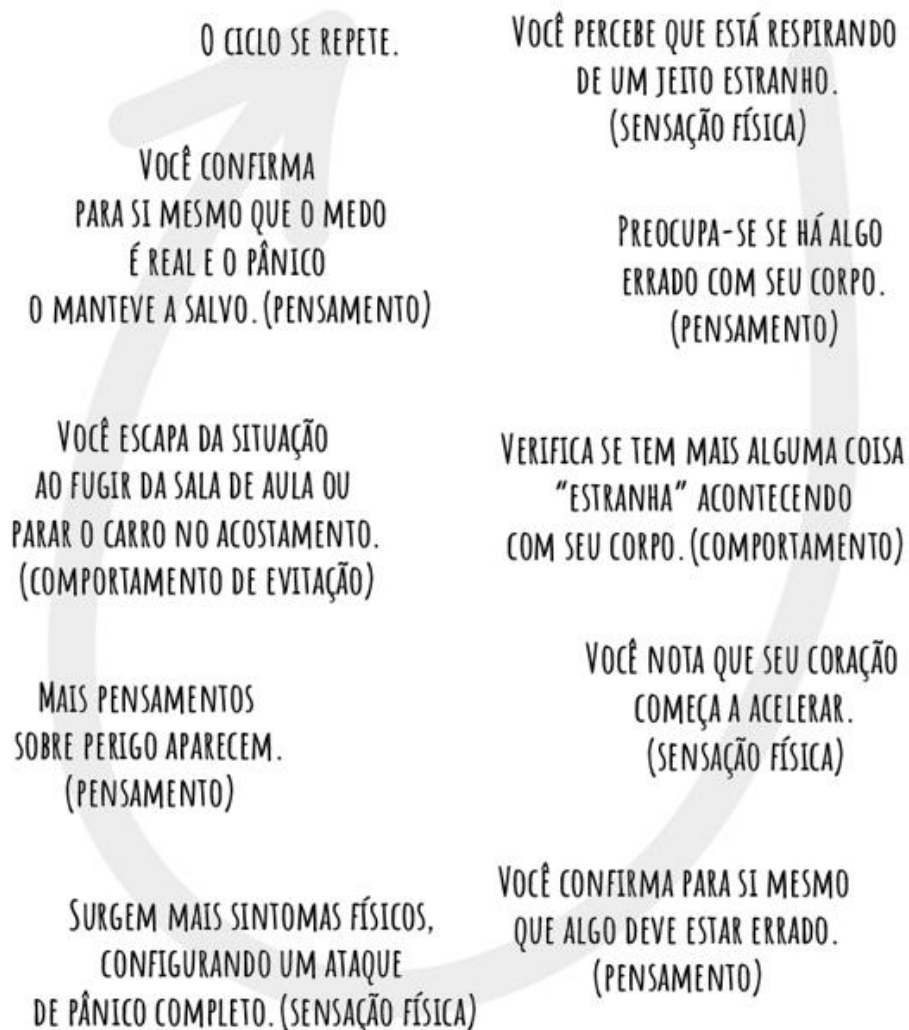 Você percebe que está respirando
de um jeito estranho.
(sensação física)
Preocupa-se se há algo
errado com seu corpo.
(pensamento)
Verifica se tem mais alguma coisa
“estranha” acontecendo
com seu corpo. (comportamento)
Você nota que seu coração
começa a acelerar.
(sensação física)
Você confirma para si mesmo
que algo deve estar errado.
(pensamento)
Surgem mais sintomas físicos,
configurando um ataque
de pânico completo. (sensação física)
Mais pensamentos
sobre perigo aparecem.
(pensamento)
Você escapa da situação
ao fugir da sala de aula ou
parar o carro no acostamento.
(comportamento de evitação)
Você confirma
para si mesmo que o medo
é real e o pânico
o manteve a salvo. (pensamento)
O ciclo se repete.